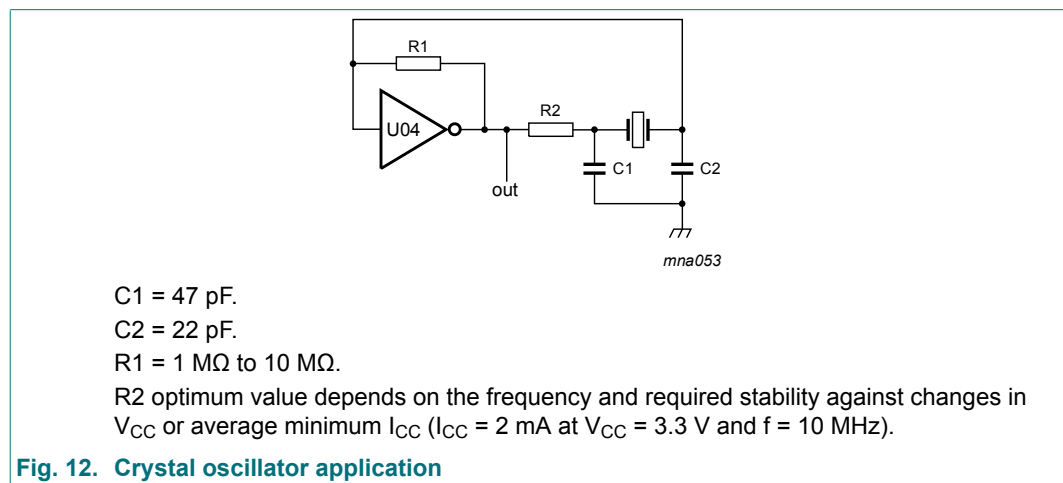 R1
U04
R2
C1
C2
out
mna053
C1 = 47 pF.
C2 = 22 pF.
R1 = 1 MΩ to 10 MΩ.
R2 optimum value depends on the frequency and required stability against changes in
VCC or average minimum ICC (ICC = 2 mA at VCC = 3.3 V and f = 10 MHz).
Fig. 12. Crystal oscillator application